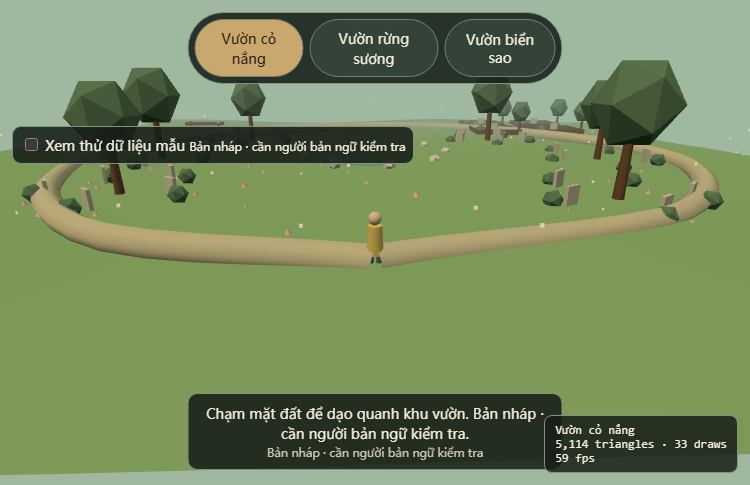 Vườn cỏ
nắng
Vườn rừng
sương
Vườn biển
sao
Xem thử dữ liệu mẫu Bản nháp · cần người bản ngữ kiểm tra
Chạm mặt đất để dạo quanh khu vườn. Bản nháp ·
cần người bản ngữ kiểm tra.
Bản nháp · cần người bản ngữ kiểm tra
Vườn cỏ nắng
5,114 triangles · 33 draws
59 fps